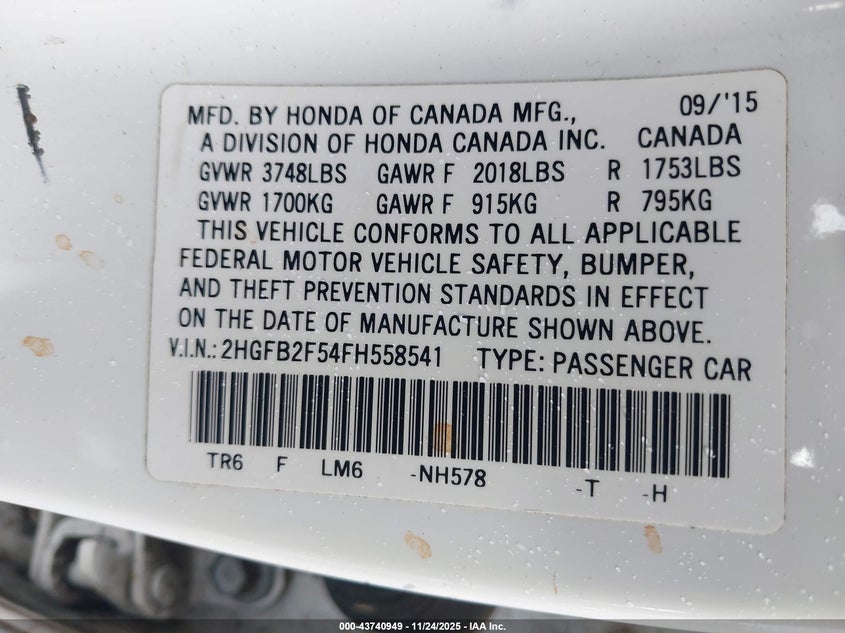 MFD. BY HONDA OF CANADA MFG., 09/'15
A DIVISION OF HONDA CANADA INC. CANADA
GVWR 3748LBS GAWR F 2018LBS R 1753LBS
GVWR 1700KG GAWR F 915KG R 795KG
THIS VEHICLE CONFORMS TO ALL APPLICABLE
FEDERAL MOTOR VEHICLE SAFETY, BUMPER,
AND THEFT PREVENTION STANDARDS IN EFFECT
ON THE DATE OF MANUFACTURE SHOWN ABOVE.
V.I.N.: 2HGFB2F54FH558541 TYPE: PASSENGER CAR
TR6 F LM6 -NH578 -T -H
000-43740949 - 11/24/2025 - IAA Inc.